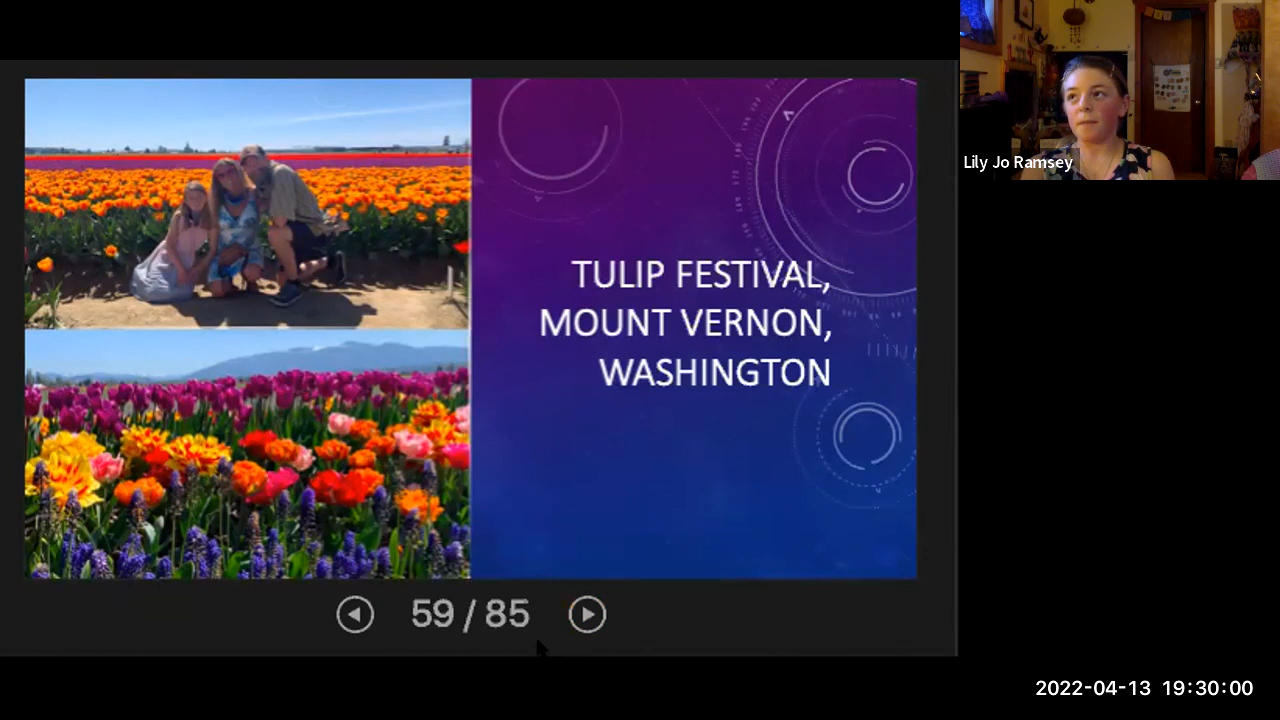 Lily Jo Ramsey
TULIP FESTIVAL,
MOUNT VERNON,
WASHINGTON
59 / 85
2022-04-13 19:30:00